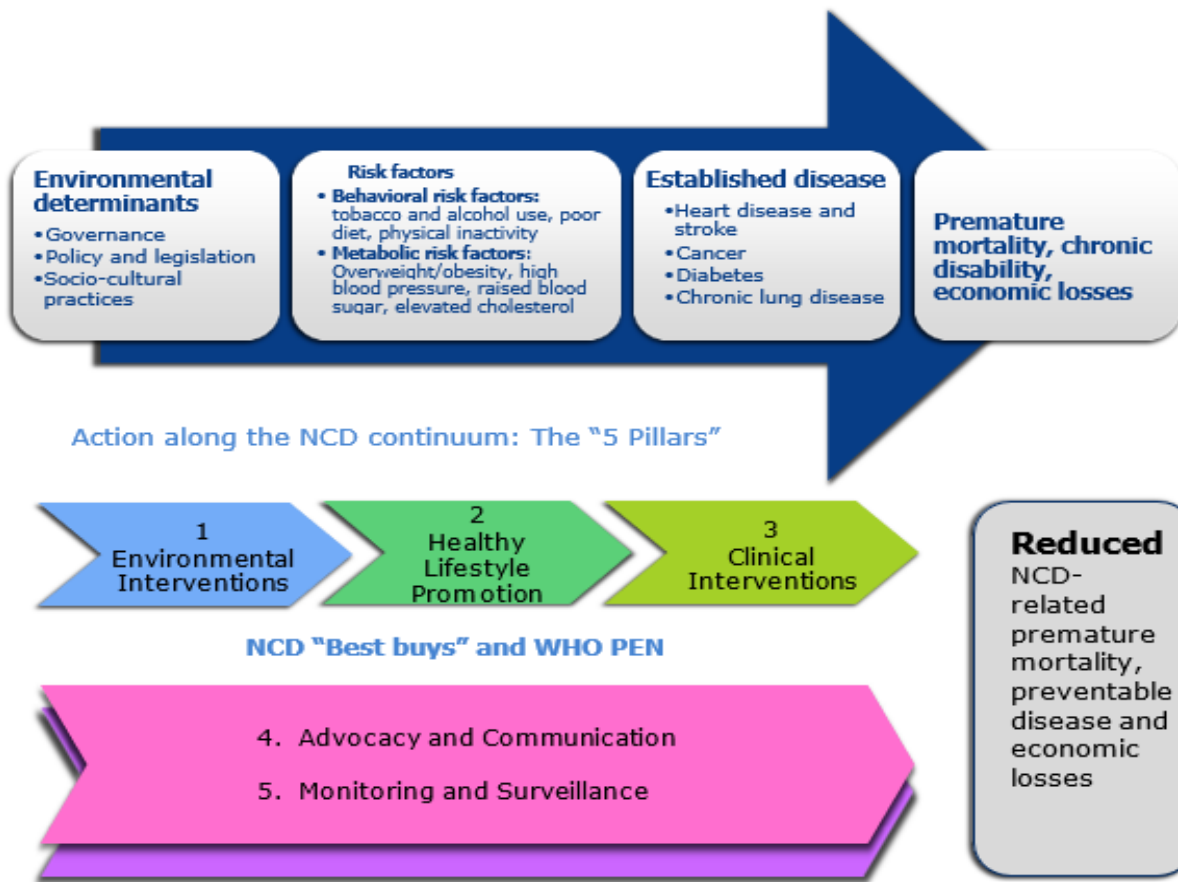 Environmental
determinants
•Governance
•Policy and legislation
•Socio-cultural
practices
Risk factors
• Behavioral risk factors:
tobacco and alcohol use, poor
diet, physical inactivity
• Metabolic risk factors:
Overweight/obesity, high
blood pressure, raised blood
sugar, elevated cholesterol
Established disease
•Heart disease and
stroke
•Cancer
•Diabetes
•Chronic lung disease
Premature
mortality, chronic
disability,
economic losses
Action along the NCD continuum: The “5 Pillars”
1
Environmental
Interventions
2
Healthy
Lifestyle
Promotion
3
Clinical
Interventions
NCD “Best buys” and WHO PEN
4. Advocacy and Communication
5. Monitoring and Surveillance
Reduced
NCD-
related
premature
mortality,
preventable
disease and
economic
losses